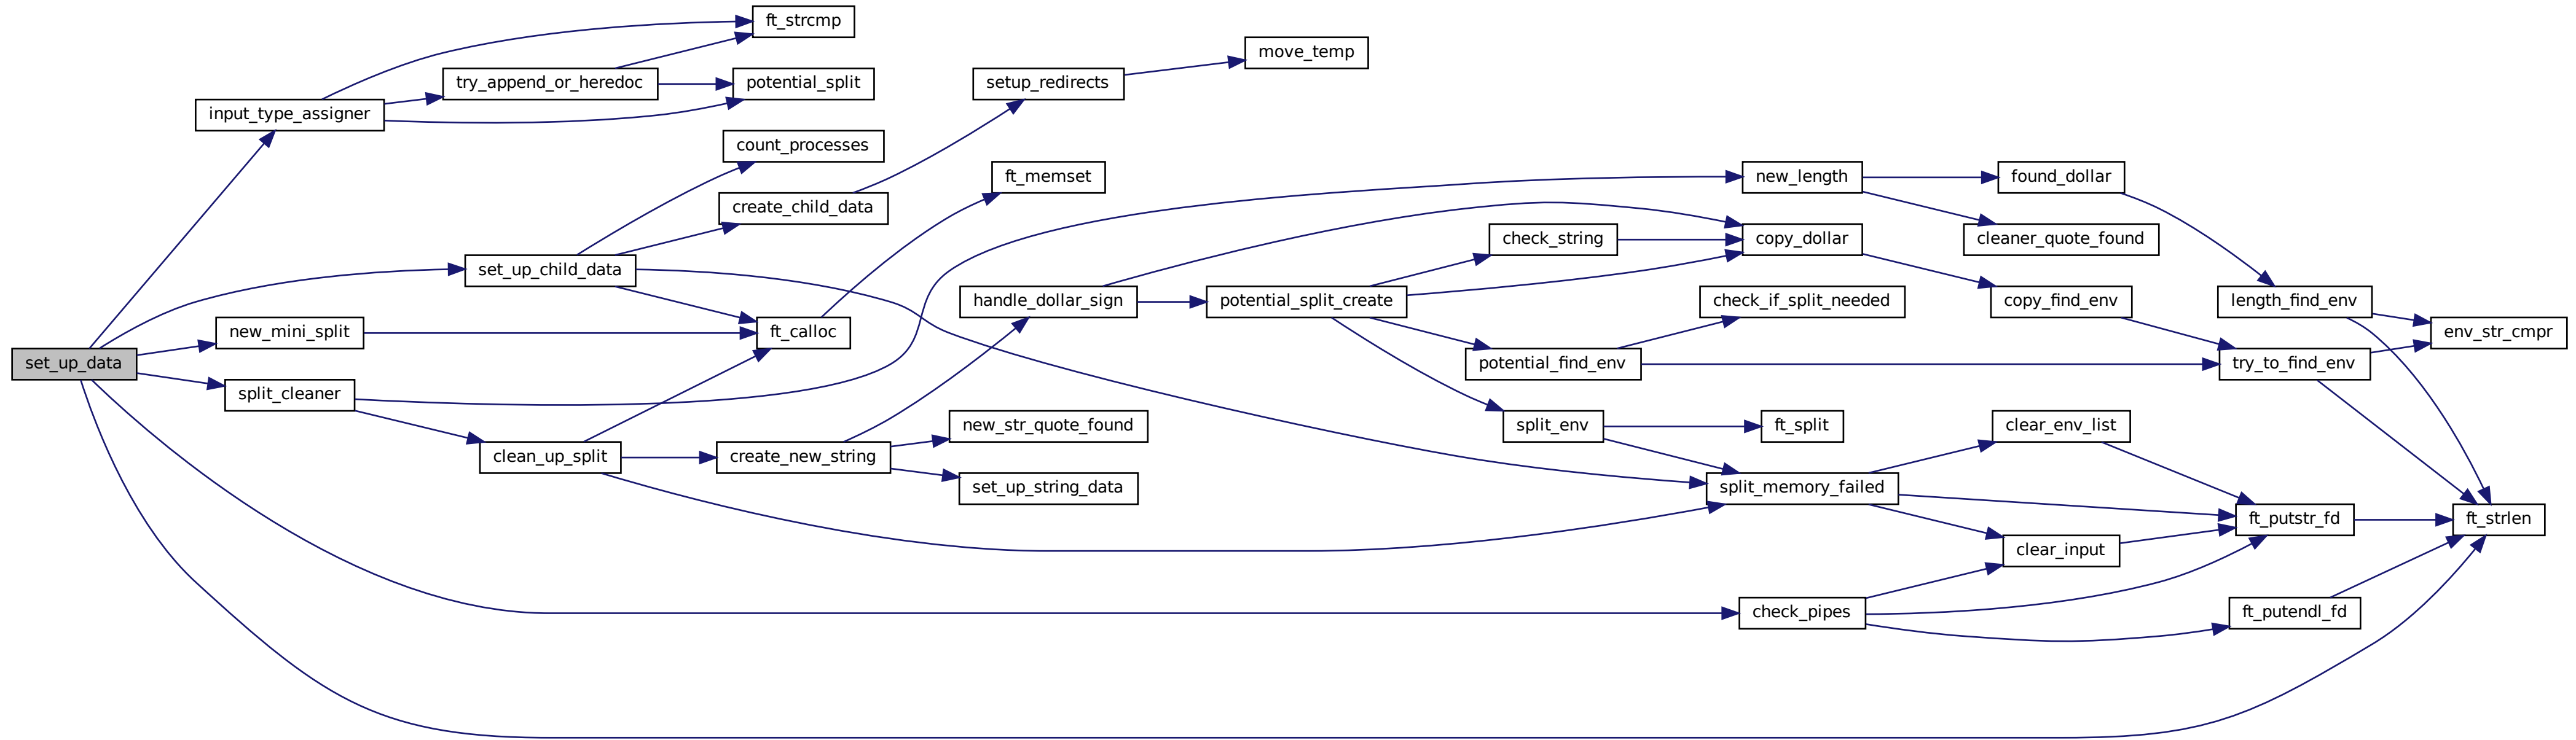 ft_strcmp
move_temp
try_append_or_heredoc
potential_split
setup_redirects
input_type_assigner
count_processes
ft_memset
new_length
found_dollar
create_child_data
check_string
copy_dollar
cleaner_quote_found
set_up_child_data
handle_dollar_sign
potential_split_create
check_if_split_needed
copy_find_env
length_find_env
new_mini_split
ft_calloc
env_str_cmpr
set_up_data
potential_find_env
try_to_find_env
split_cleaner
new_str_quote_found
split_env
ft_split
clear_env_list
clean_up_split
create_new_string
set_up_string_data
split_memory_failed
ft_putstr_fd
ft_strlen
clear_input
check_pipes
ft_putendl_fd